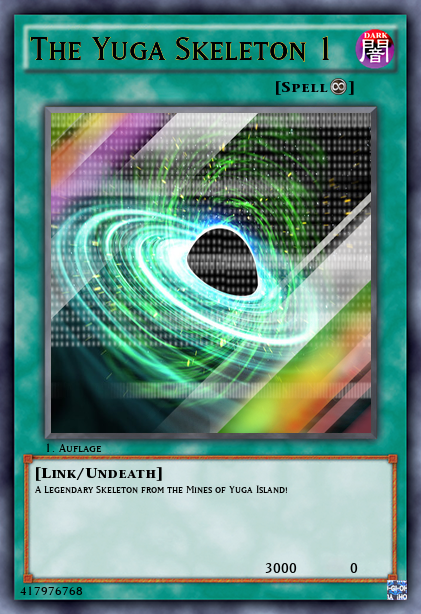 The Yuga Skeleton 1
DARK
闇
[Spell]
1. Auflage
[Link/Undeath]
A Legendary Skeleton from the Mines of Yuga Island!
3000 0
417976768